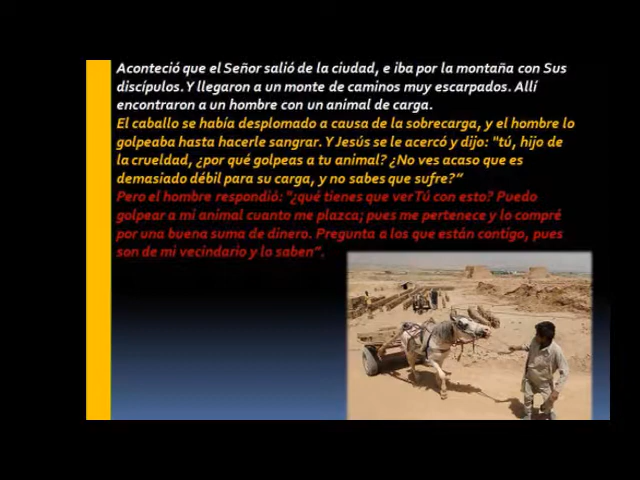 Aconteció que el Señor salió de la ciudad, e iba por la montaña con Sus
discípulos. Y llegaron a un monte de caminos muy escarpados. Allí
encontraron a un hombre con un animal de carga.
El caballo se había desplomado a causa de la sobrecarga, y el hombre lo
golpeaba hasta hacerle sangrar. Y Jesús se le acercó y dijo: "tú, hijo de
la crueldad, ¿por qué golpeas a tu animal? ¿No ves acaso que es
demasiado débil para su carga, y no sabes que sufre?"
Pero el hombre respondió: "¿qué tienes que ver Tú con esto? Puedo
golpear a mi animal cuanto me plazca; pues me pertenece y lo compré
por una buena suma de dinero. Pregunta a los que están contigo, pues
son de mi vecindario y lo saben".